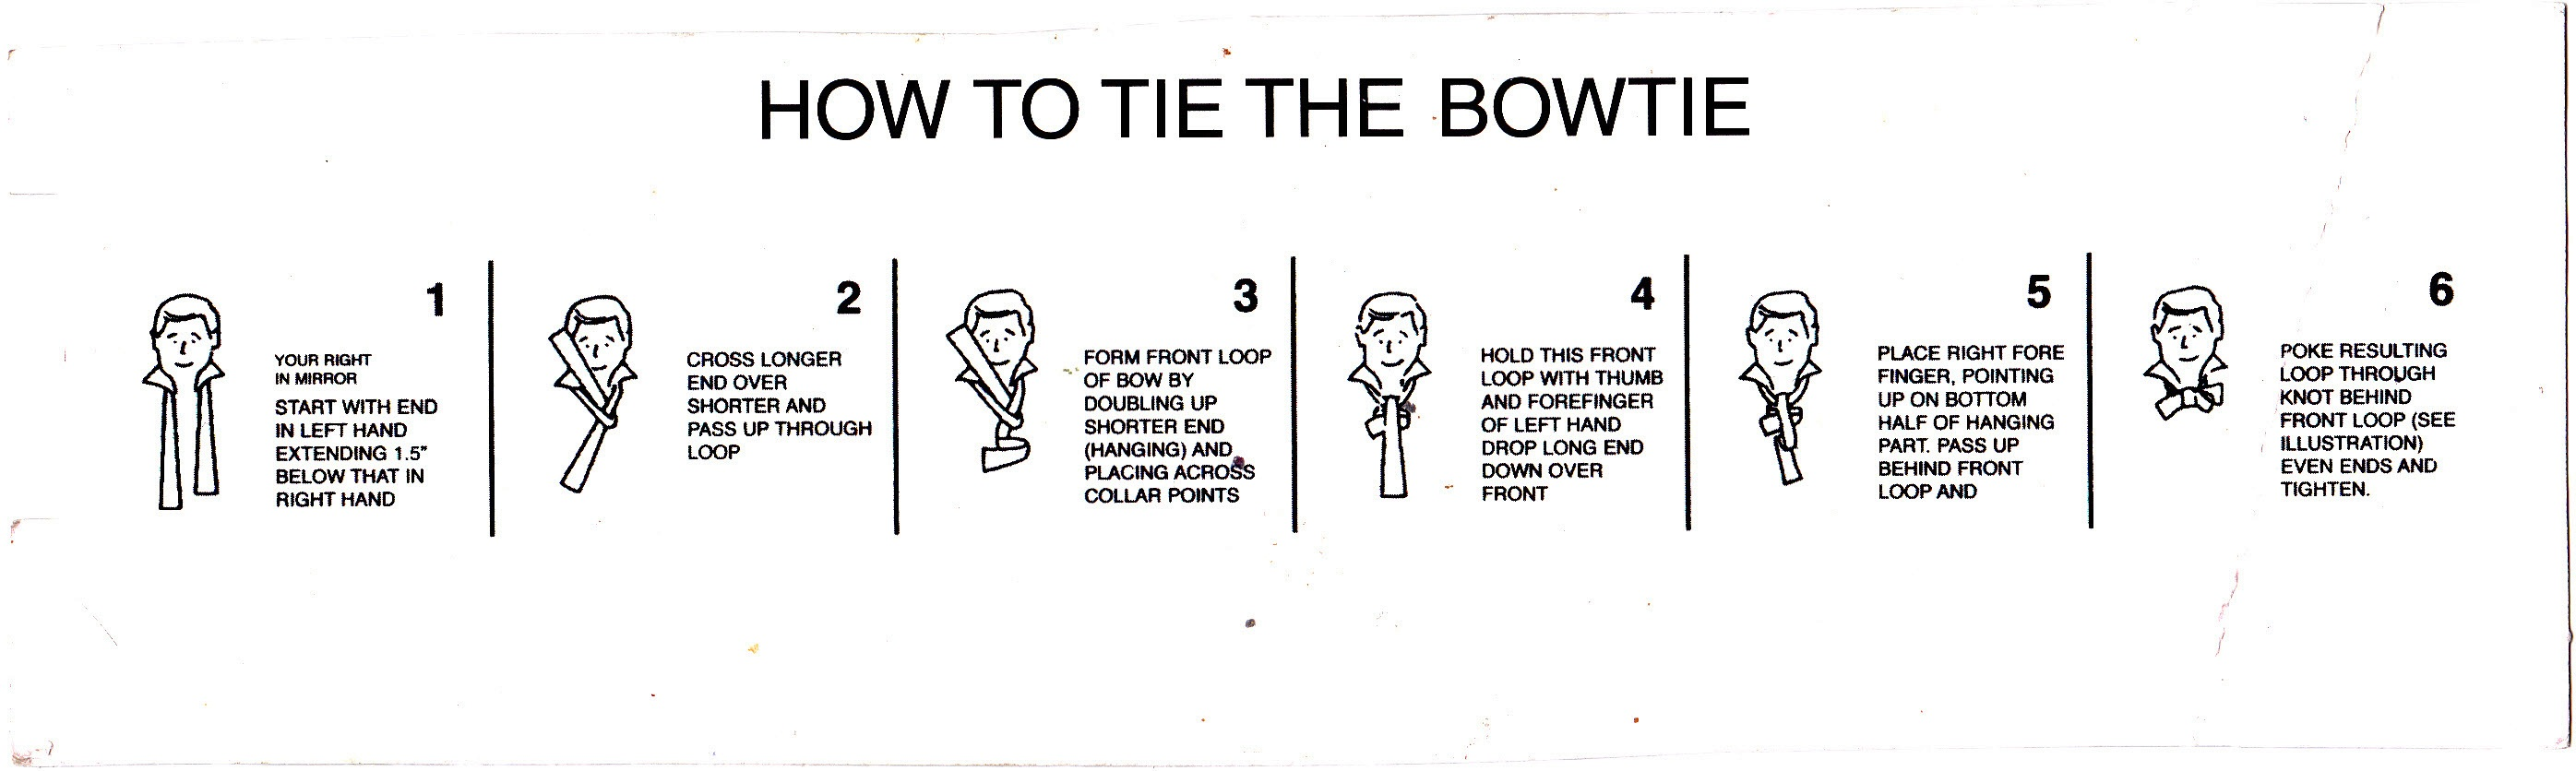 HOW TO TIE THE BOWTIE
1
YOUR RIGHT
IN MIRROR
START WITH END
IN LEFT HAND
EXTENDING 1.5"
BELOW THAT IN
RIGHT HAND
2
CROSS LONGER
END OVER
SHORTER AND
PASS UP THROUGH
LOOP
3
FORM FRONT LOOP
OF BOW BY
DOUBLING UP
SHORTER END
(HANGING) AND
PLACING ACROSS
COLLAR POINTS
4
HOLD THIS FRONT
LOOP WITH THUMB
AND FOREFINGER
OF LEFT HAND
DROP LONG END
DOWN OVER
FRONT
5
PLACE RIGHT FORE
FINGER, POINTING
UP ON BOTTOM
HALF OF HANGING
PART. PASS UP
BEHIND FRONT
LOOP AND
6
POKE RESULTING
LOOP THROUGH
KNOT BEHIND
FRONT LOOP (SEE
ILLUSTRATION)
EVEN ENDS AND
TIGHTEN.